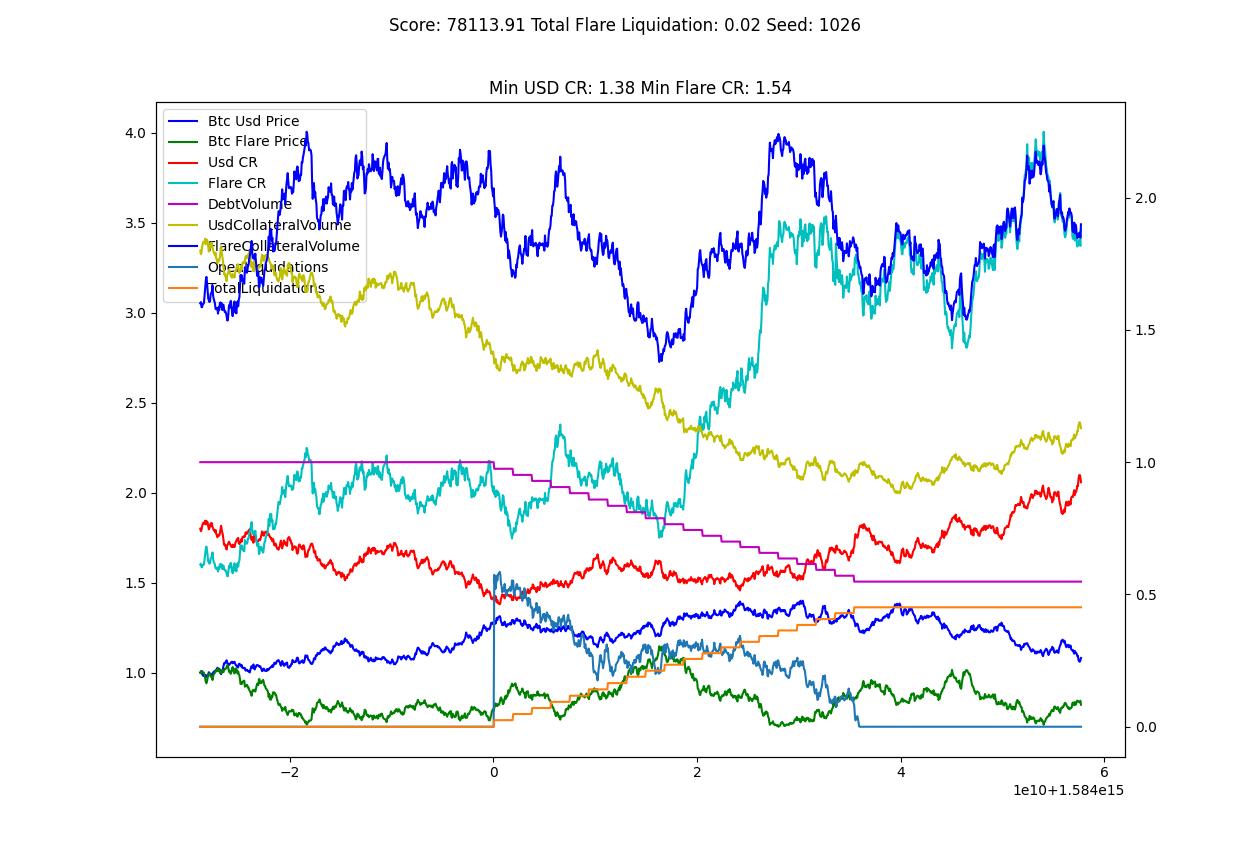 Score: 78113.91 Total Flare Liquidation: 0.02 Seed: 1026
Min USD CR: 1.38 Min Flare CR: 1.54
Btc Usd Price
Btc Flare Price
Usd CR
Flare CR
DebtVolume
UsdCollateralVolume
FlareCollateralVolume
OpenLiquidations
TotalLiquidations
4.0
3.5
3.0
2.5
2.0
1.5
1.0
2.0
1.5
1.0
0.5
0.0
−2 0 2 4 6
1e10+1.584e15